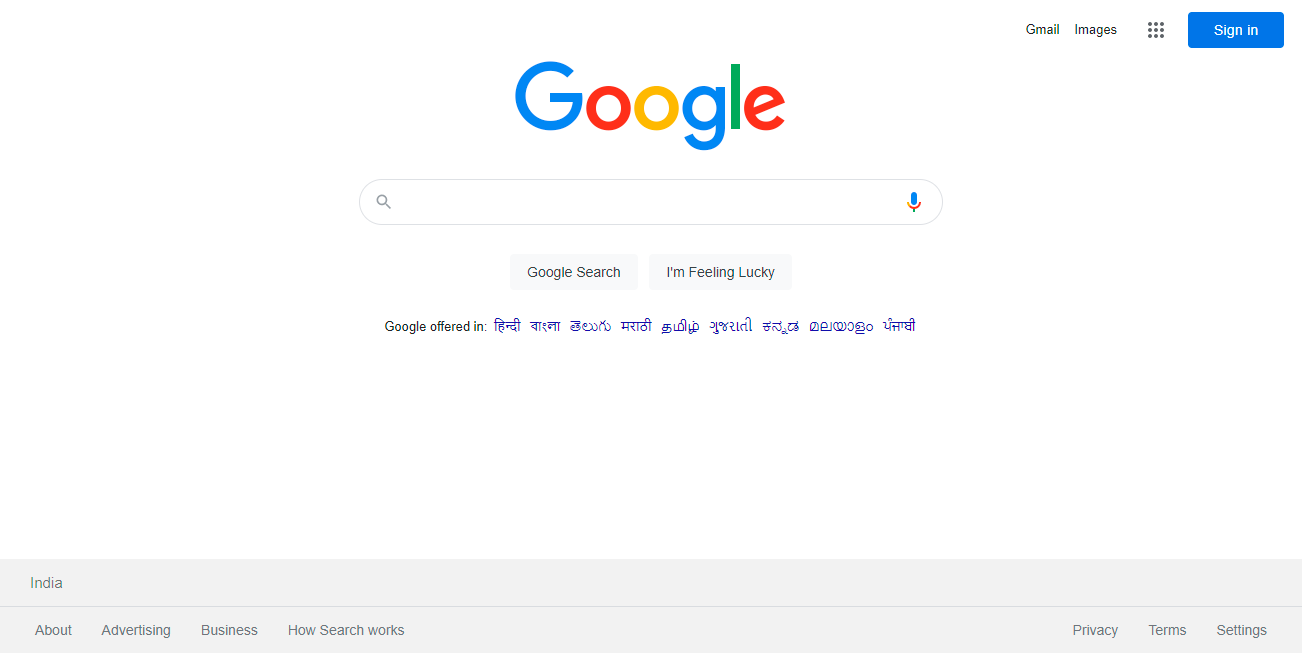 Gmail Images Sign in
Google
Google Search I'm Feeling Lucky
Google offered in: हिन्दी বাংলা తెలుగు मराठी தமிழ் ગુજરાતી ಕನ್ನಡ മലയാളം ਪੰਜਾਬੀ
India
About Advertising Business How Search works Privacy Terms Settings